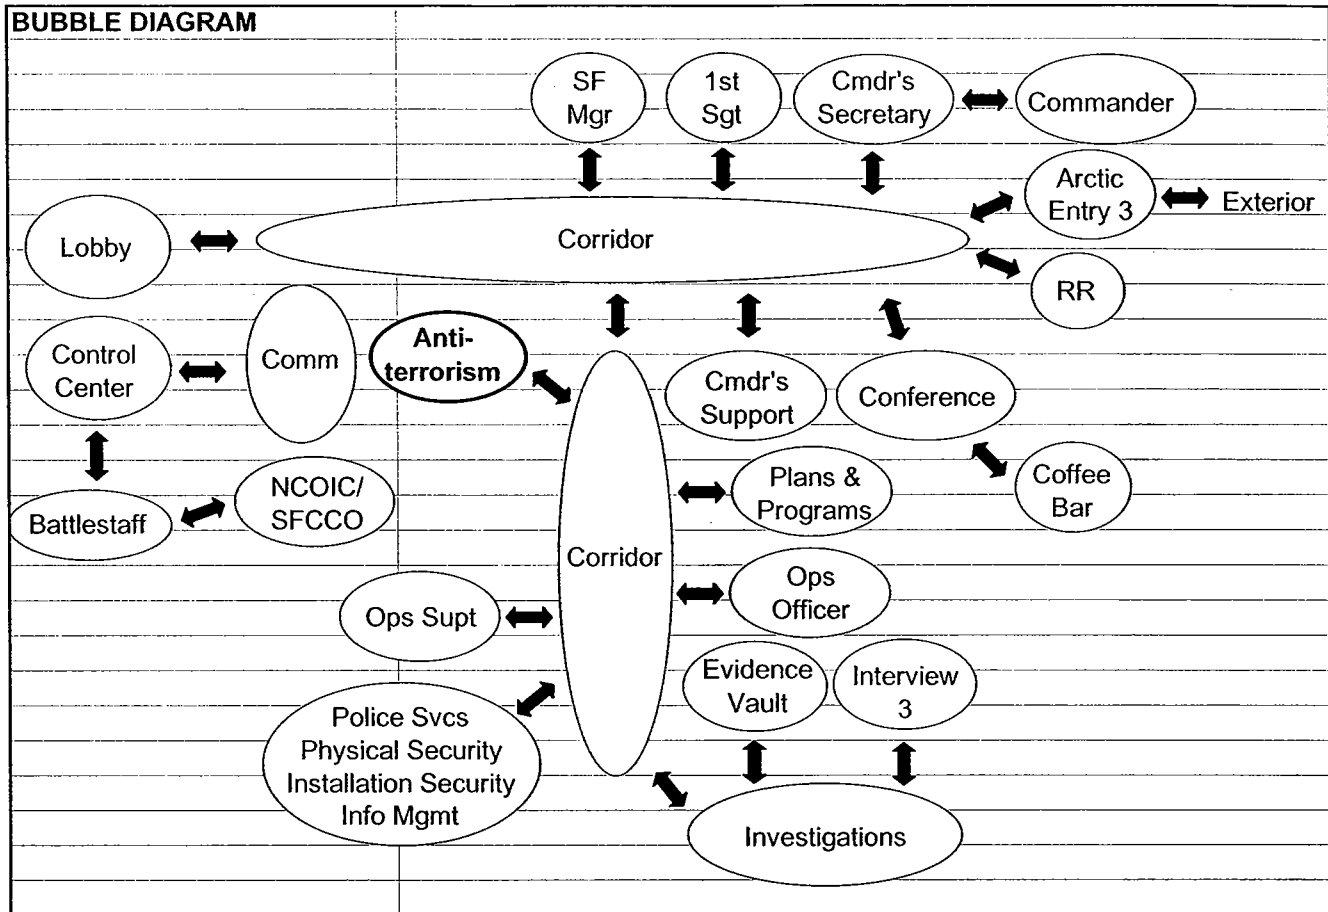 BUBBLE DIAGRAM
SF
Mgr
1st
Sgt
Cmdr's
Secretary
Commander
Arctic
Entry 3
Exterior
Lobby
Corridor
RR
Control
Center
Comm
Anti-
terrorism
Cmdr's
Support
Conference
Battlestaff
NCOIC/
SFCCO
Plans &
Programs
Coffee
Bar
Corridor
Ops
Officer
Ops Supt
Evidence
Vault
Interview
3
Police Svcs
Physical Security
Installation Security
Info Mgmt
Investigations